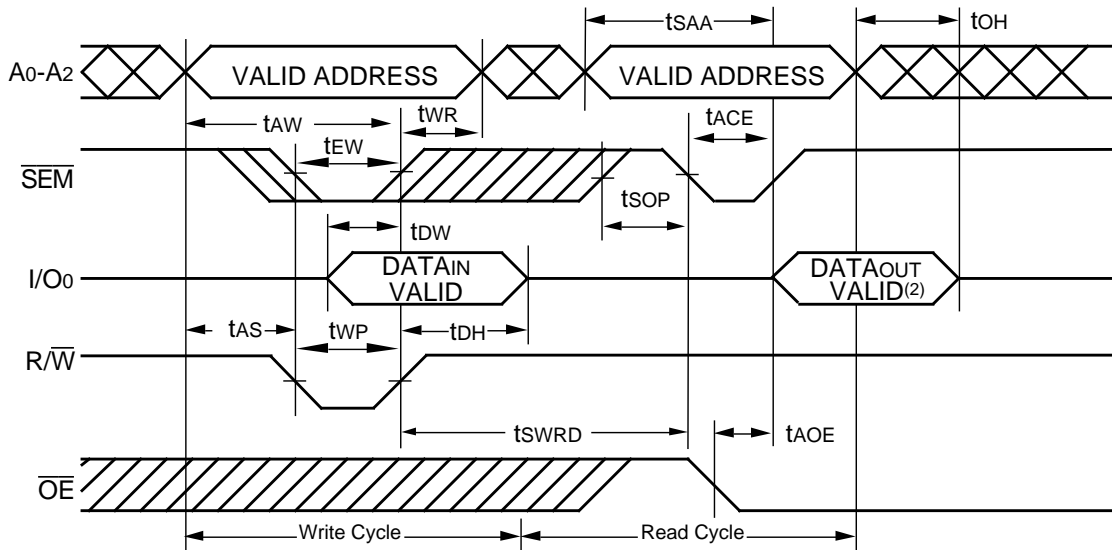 tSAA
tOH
A0-A2
VALID ADDRESS
VALID ADDRESS
tAW
tWR
tACE
tEW
SEM
tSOP
tDW
I/O0
DATAIN
VALID
DATAOUT
VALID(2)
tAS
tWP
tDH
R/W
tSWRD
tAOE
OE
Write Cycle
Read Cycle